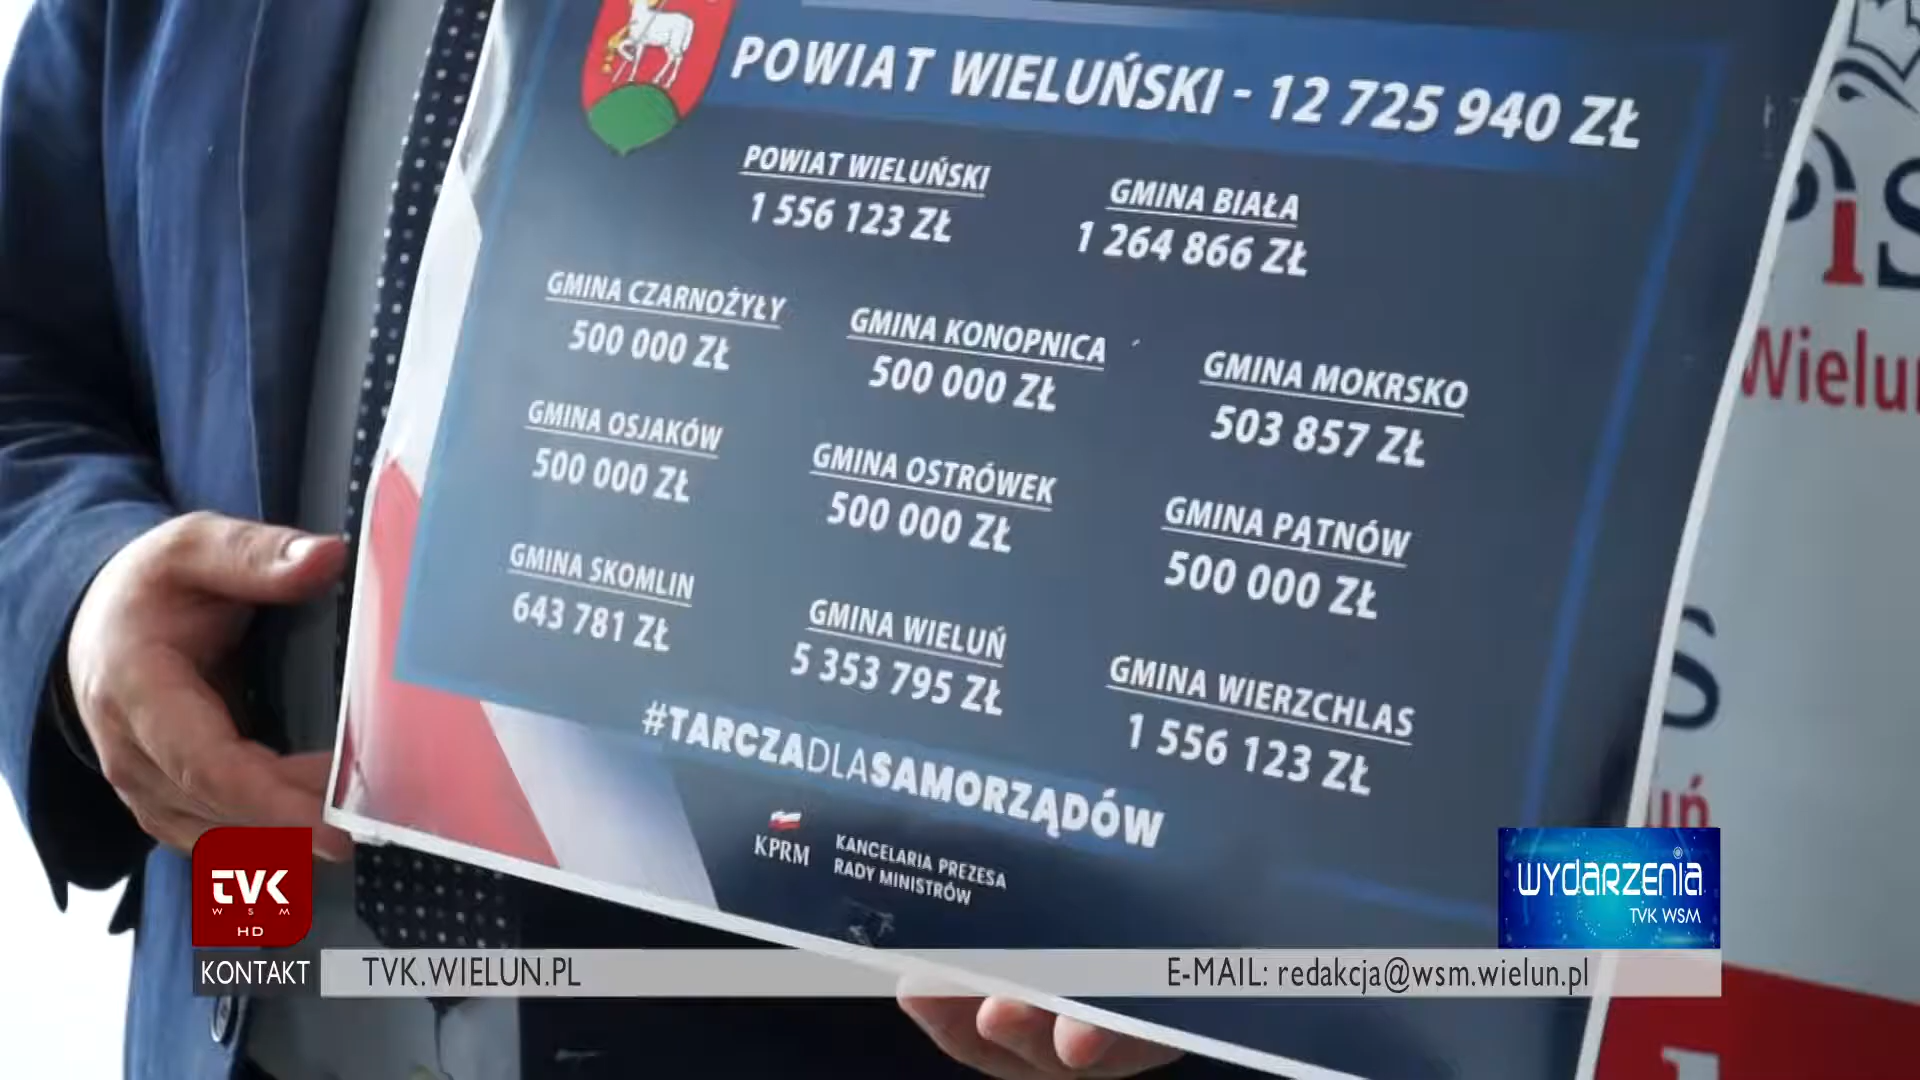 POWIAT WIELUŃSKI - 12 725 940 ZŁ
POWIAT WIELUŃSKI
1 556 123 ZŁ
GMINA BIAŁA
1 264 866 ZŁ
GMINA CZARNOŻYŁY
500 000 ZŁ
GMINA KONOPNICA
500 000 ZŁ
GMINA MOKRSKO
503 857 ZŁ
GMINA OSJAKÓW
500 000 ZŁ
GMINA OSTRÓWEK
500 000 ZŁ
GMINA PĄTNÓW
500 000 ZŁ
GMINA SKOMLIN
643 781 ZŁ
GMINA WIELUŃ
5 353 795 ZŁ
GMINA WIERZCHLAS
1 556 123 ZŁ
#TARCZADLASAMORZĄDÓW
KPRM
KANCELARIA PREZESA
RADY MINISTRÓW
PiS
Wieluń
TVK
WSM
HD
WYDARZENIA
TVK WSM
KONTAKT
TVK.WIELUN.PL
E-MAIL: redakcja@wsm.wielun.pl